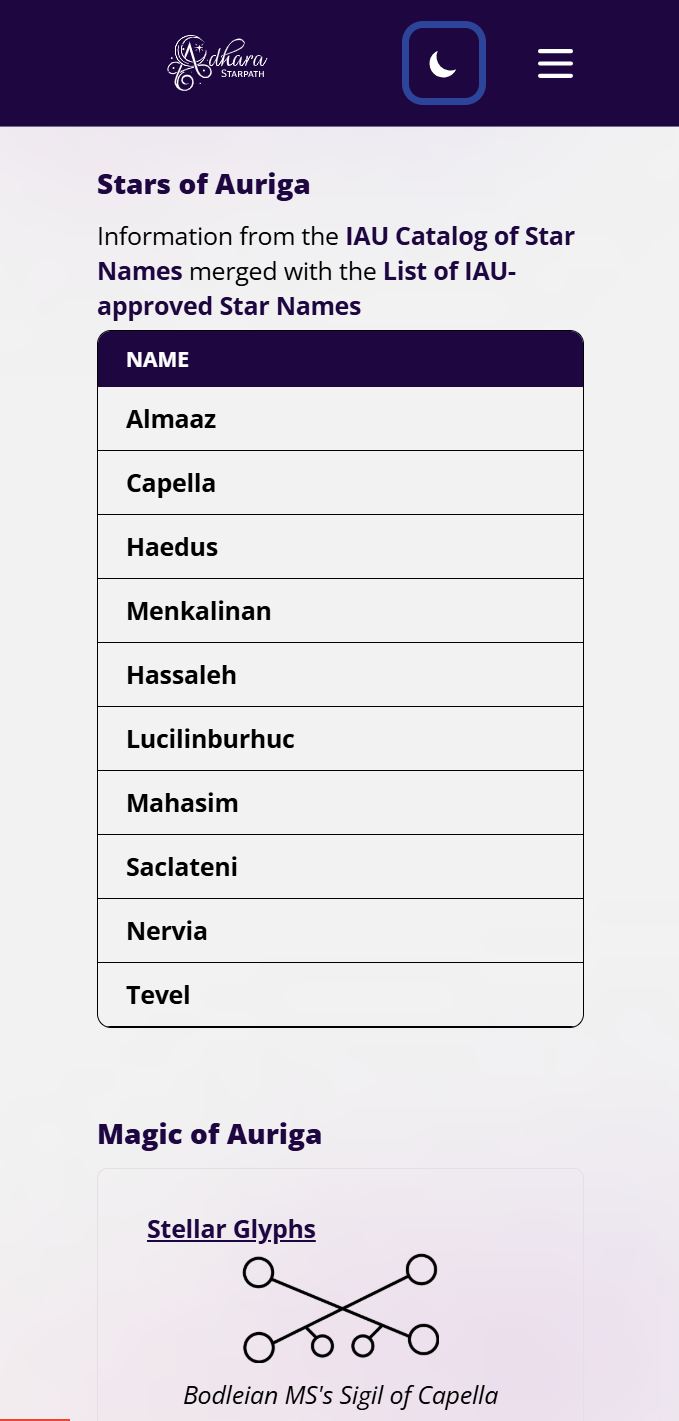 Adhara
STARPATH
Stars of Auriga
Information from the IAU Catalog of Star
Names merged with the List of IAU-
approved Star Names
NAME
Almaaz
Capella
Haedus
Menkalinan
Hassaleh
Lucilinburhuc
Mahasim
Saclateni
Nervia
Tevel
Magic of Auriga
Stellar Glyphs
Bodleian MS's Sigil of Capella